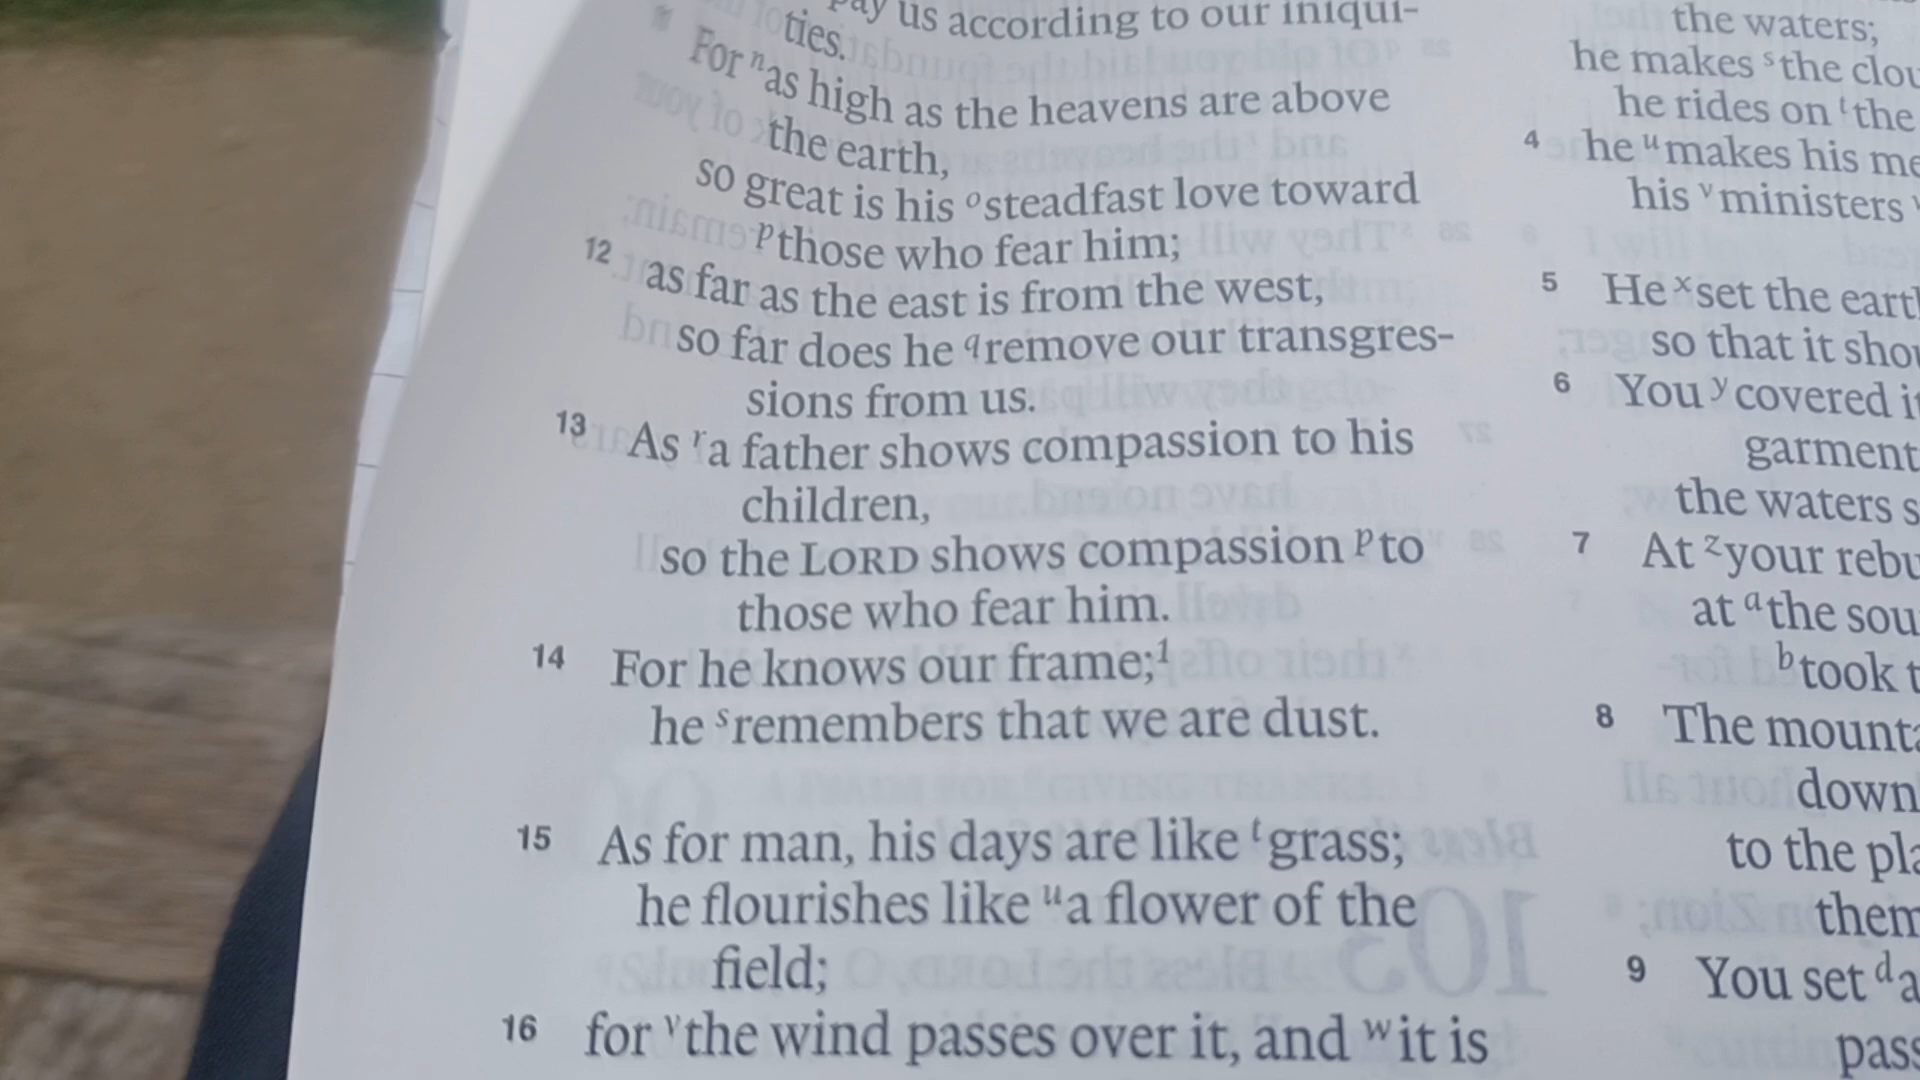 us according to our iniqui-
ties.
For ⁿas high as the heavens are above
the earth,
so great is his ᵒsteadfast love toward
ᵖthose who fear him;
12 as far as the east is from the west,
so far does he ᑫremove our transgres-
sions from us.
13 As ʳa father shows compassion to his
children,
so the LORD shows compassion ᵖto
those who fear him.
14 For he knows our frame;¹
he ˢremembers that we are dust.
15 As for man, his days are like ᵗgrass;
he flourishes like ᵘa flower of the
field;
16 for ᵛthe wind passes over it, and ʷit is
the waters;
he makes ˢthe clou
he rides on ᵗthe
4 he ᵘmakes his me
his ᵛministers
5 He ˣset the eart
so that it shou
6 You ʸcovered it
garment
the waters s
7 At ᶻyour rebu
at ᵃthe sou
ᵇtook t
8 The mounta
down
to the pla
them
9 You set ᵈa
pass
103